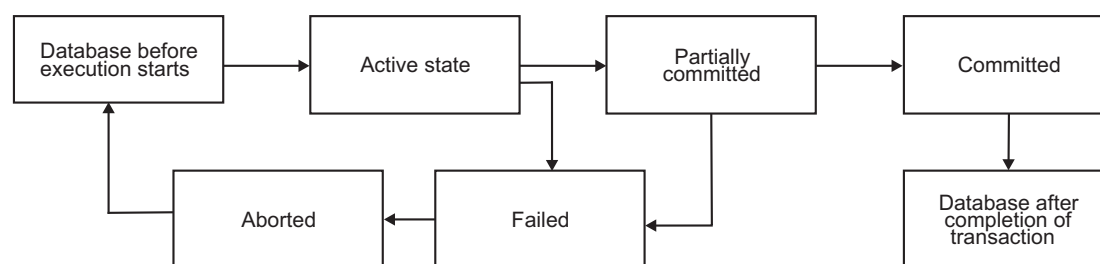 Database before
execution starts
Active state
Partially
committed
Committed
Aborted
Failed
Database after
completion of
transaction